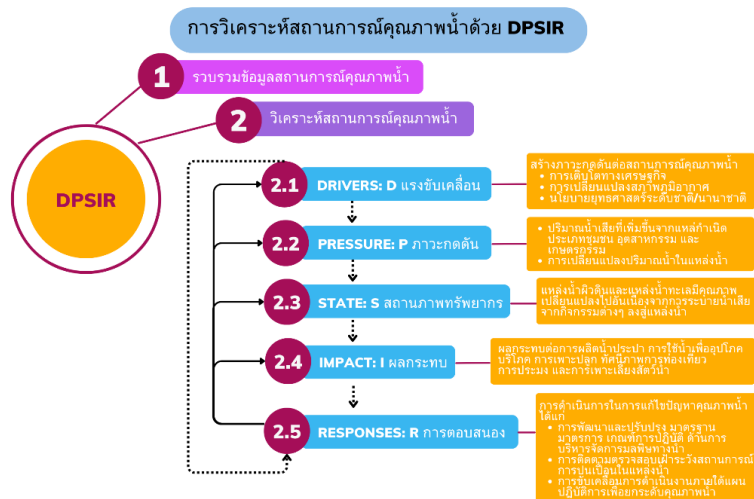 การวิเคราะห์สถานการณ์คุณภาพน้ำด้วย DPSIR
1 รวบรวมข้อมูลสถานการณ์คุณภาพน้ำ
2 วิเคราะห์สถานการณ์คุณภาพน้ำ
DPSIR
2.1 DRIVERS: D แรงขับเคลื่อน
สร้างภาวะกดดันต่อสถานการณ์คุณภาพน้ำ
• การเติบโตทางเศรษฐกิจ
• การเปลี่ยนแปลงสภาพภูมิอากาศ
• นโยบายยุทธศาสตร์ระดับชาติ/นานาชาติ
2.2 PRESSURE: P ภาวะกดดัน
• ปริมาณน้ำเสียที่เพิ่มขึ้นจากแหล่งกำเนิด
ประเภทชุมชน อุตสาหกรรม และ
เกษตรกรรม
• การเปลี่ยนแปลงปริมาณน้ำในแหล่งน้ำ
2.3 STATE: S สถานภาพทรัพยากร
แหล่งน้ำผิวดินและแหล่งน้ำทะเลมีคุณภาพ
เปลี่ยนแปลงไปอันเนื่องจากการระบายน้ำเสีย
จากกิจกรรมต่างๆ ลงสู่แหล่งน้ำ
2.4 IMPACT: I ผลกระทบ
ผลกระทบต่อการผลิตน้ำประปา การใช้น้ำเพื่ออุปโภค
บริโภค การเพาะปลูก ทัศนียภาพการท่องเที่ยว
การประมง และการเพาะเลี้ยงสัตว์น้ำ
2.5 RESPONSES: R การตอบสนอง
การดำเนินการในการแก้ไขปัญหาคุณภาพน้ำ
ได้แก่
• การพัฒนาและปรับปรุง มาตรฐาน
มาตรการ เกณฑ์การปฏิบัติ ด้านการ
บริหารจัดการมลพิษทางน้ำ
• การติดตามตรวจสอบเฝ้าระวังสถานการณ์
การปนเปื้อนในแหล่งน้ำ
• การขับเคลื่อนการดำเนินงานภายใต้แผน
ปฏิบัติการเพื่อยกระดับคุณภาพน้ำ